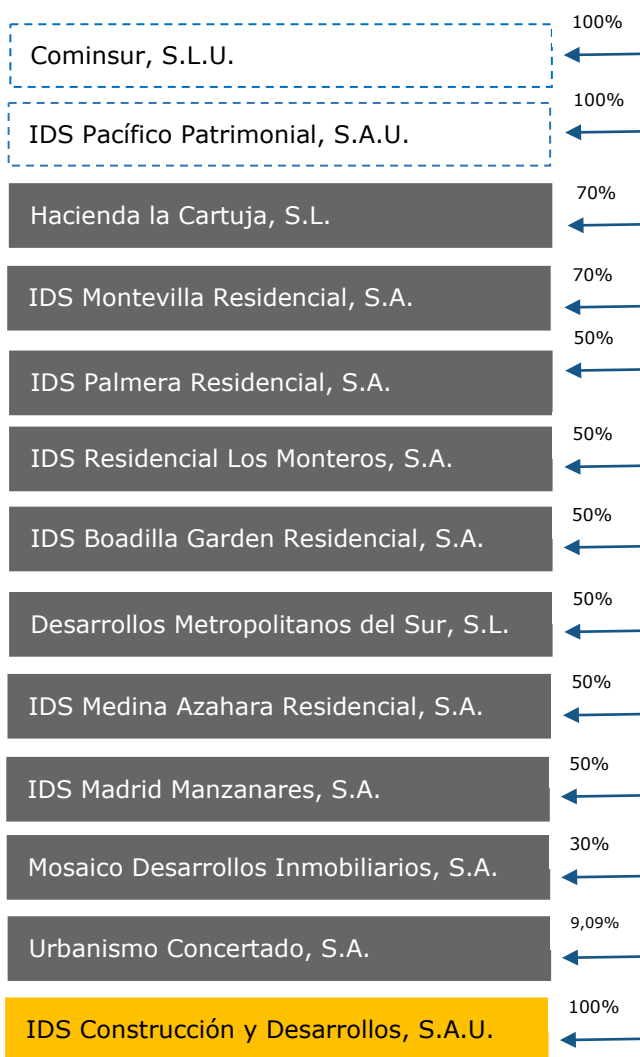 100%
Cominsur, S.L.U.
100%
IDS Pacífico Patrimonial, S.A.U.
70%
Hacienda la Cartuja, S.L.
70%
IDS Montevilla Residencial, S.A.
50%
IDS Palmera Residencial, S.A.
50%
IDS Residencial Los Monteros, S.A.
50%
IDS Boadilla Garden Residencial, S.A.
50%
Desarrollos Metropolitanos del Sur, S.L.
50%
IDS Medina Azahara Residencial, S.A.
50%
IDS Madrid Manzanares, S.A.
30%
Mosaico Desarrollos Inmobiliarios, S.A.
9,09%
Urbanismo Concertado, S.A.
100%
IDS Construcción y Desarrollos, S.A.U.